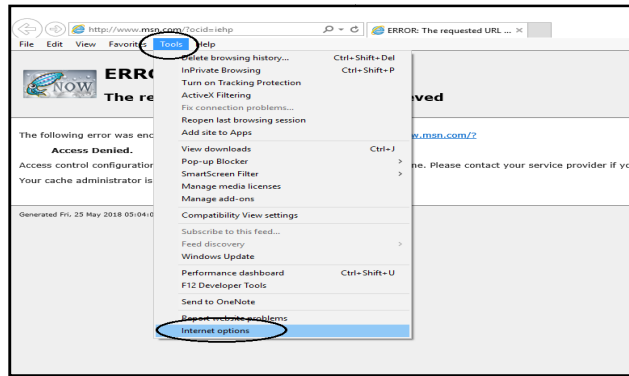 http://www.msn.com/?ocid=iehp
ERROR: The requested URL ...
File Edit View Favorites Tools Help
Delete browsing history... Ctrl+Shift+Del
InPrivate Browsing Ctrl+Shift+P
Turn on Tracking Protection
ActiveX Filtering
Fix connection problems...
Reopen last browsing session
Add site to Apps
View downloads Ctrl+J
Pop-up Blocker
SmartScreen Filter
Manage media licenses
Manage add-ons
Compatibility View settings
Subscribe to this feed...
Feed discovery
Windows Update
Performance dashboard Ctrl+Shift+U
F12 Developer Tools
Send to OneNote
Report website problems
Internet options
NOW
ERRO
The re
ved
The following error was enc
w.msn.com/?
Access Denied.
Access control configuration
ne. Please contact your service provider if yo
Your cache administrator is
Generated Fri, 25 May 2018 05:04:0